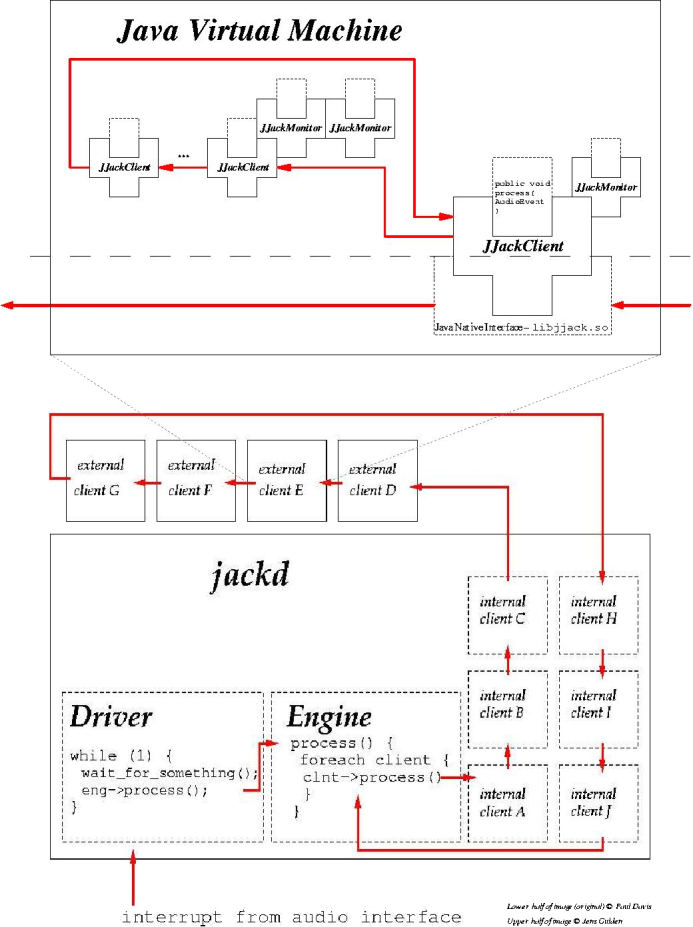 Java Virtual Machine
JJackMonitor
JJackMonitor
JJackClient
...
JJackClient
public void
process(
AudioEvent
)
JJackMonitor
JJackClient
Java Native Interface - libjjack.so
external
client G
external
client F
external
client E
external
client D
jackd
internal
client C
internal
client H
internal
client B
internal
client I
internal
client A
internal
client J
Driver
while (1) {
wait_for_something();
eng->process();
}
Engine
process() {
foreach client {
clnt->process()
}
}
interrupt from audio interface
Lower half of image (original) © Paul Davis
Upper half of image © Jens Gulden